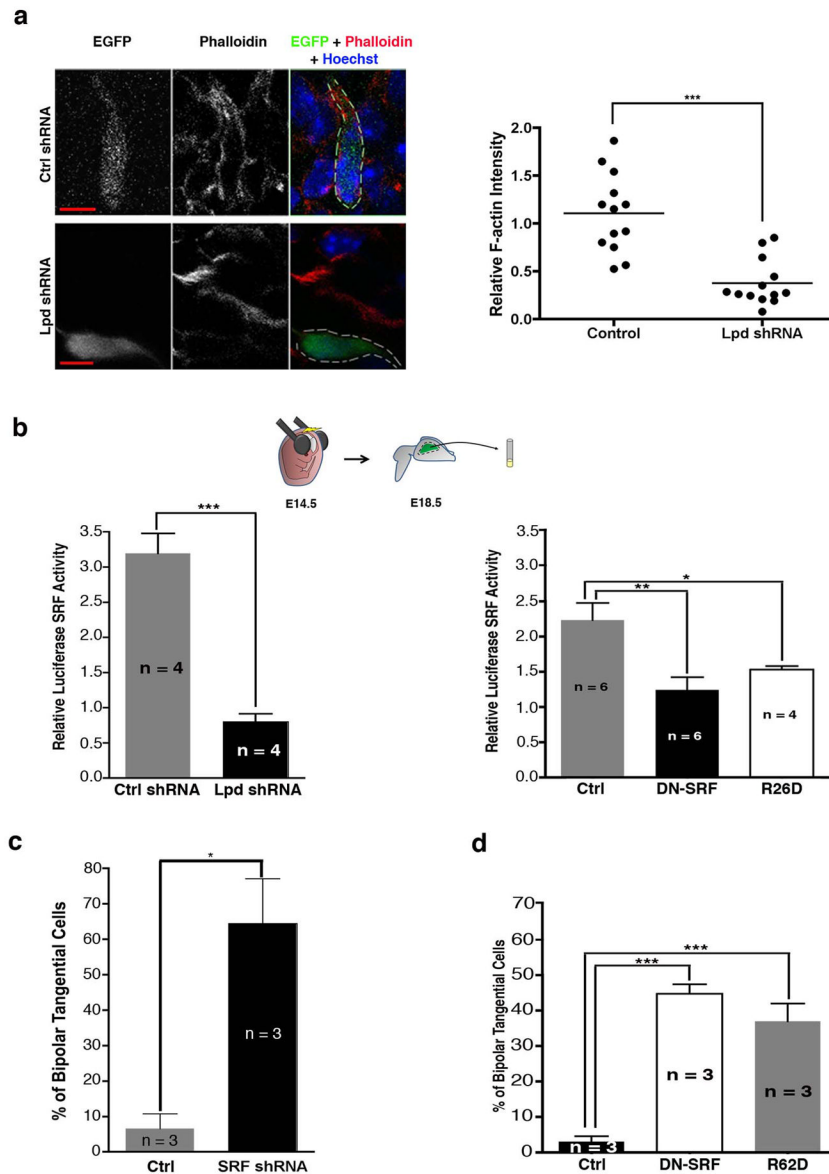 a
EGFP Phalloidin EGFP + Phalloidin
+ Hoechst
Ctrl shRNA
Lpd shRNA
***
Relative F-actin Intensity
2.0
1.5
1.0
0.5
0.0
Control Lpd shRNA
b
E14.5 E18.5
***
Relative Luciferase SRF Activity
3.5
3.0
2.5
2.0
1.5
1.0
0.5
0.0
n = 4
n = 4
Ctrl shRNA Lpd shRNA
*
**
Relative Luciferase SRF Activity
3.5
3.0
2.5
2.0
1.5
1.0
0.5
0.0
n = 6
n = 6
n = 4
Ctrl DN-SRF R26D
c
*
% of Bipolar Tangential Cells
80
70
60
50
40
30
20
10
0
n = 3
n = 3
Ctrl SRF shRNA
d
***
***
% of Bipolar Tangential Cells
70
60
50
40
30
20
10
0
n = 3
n = 3
n = 3
Ctrl DN-SRF R62D